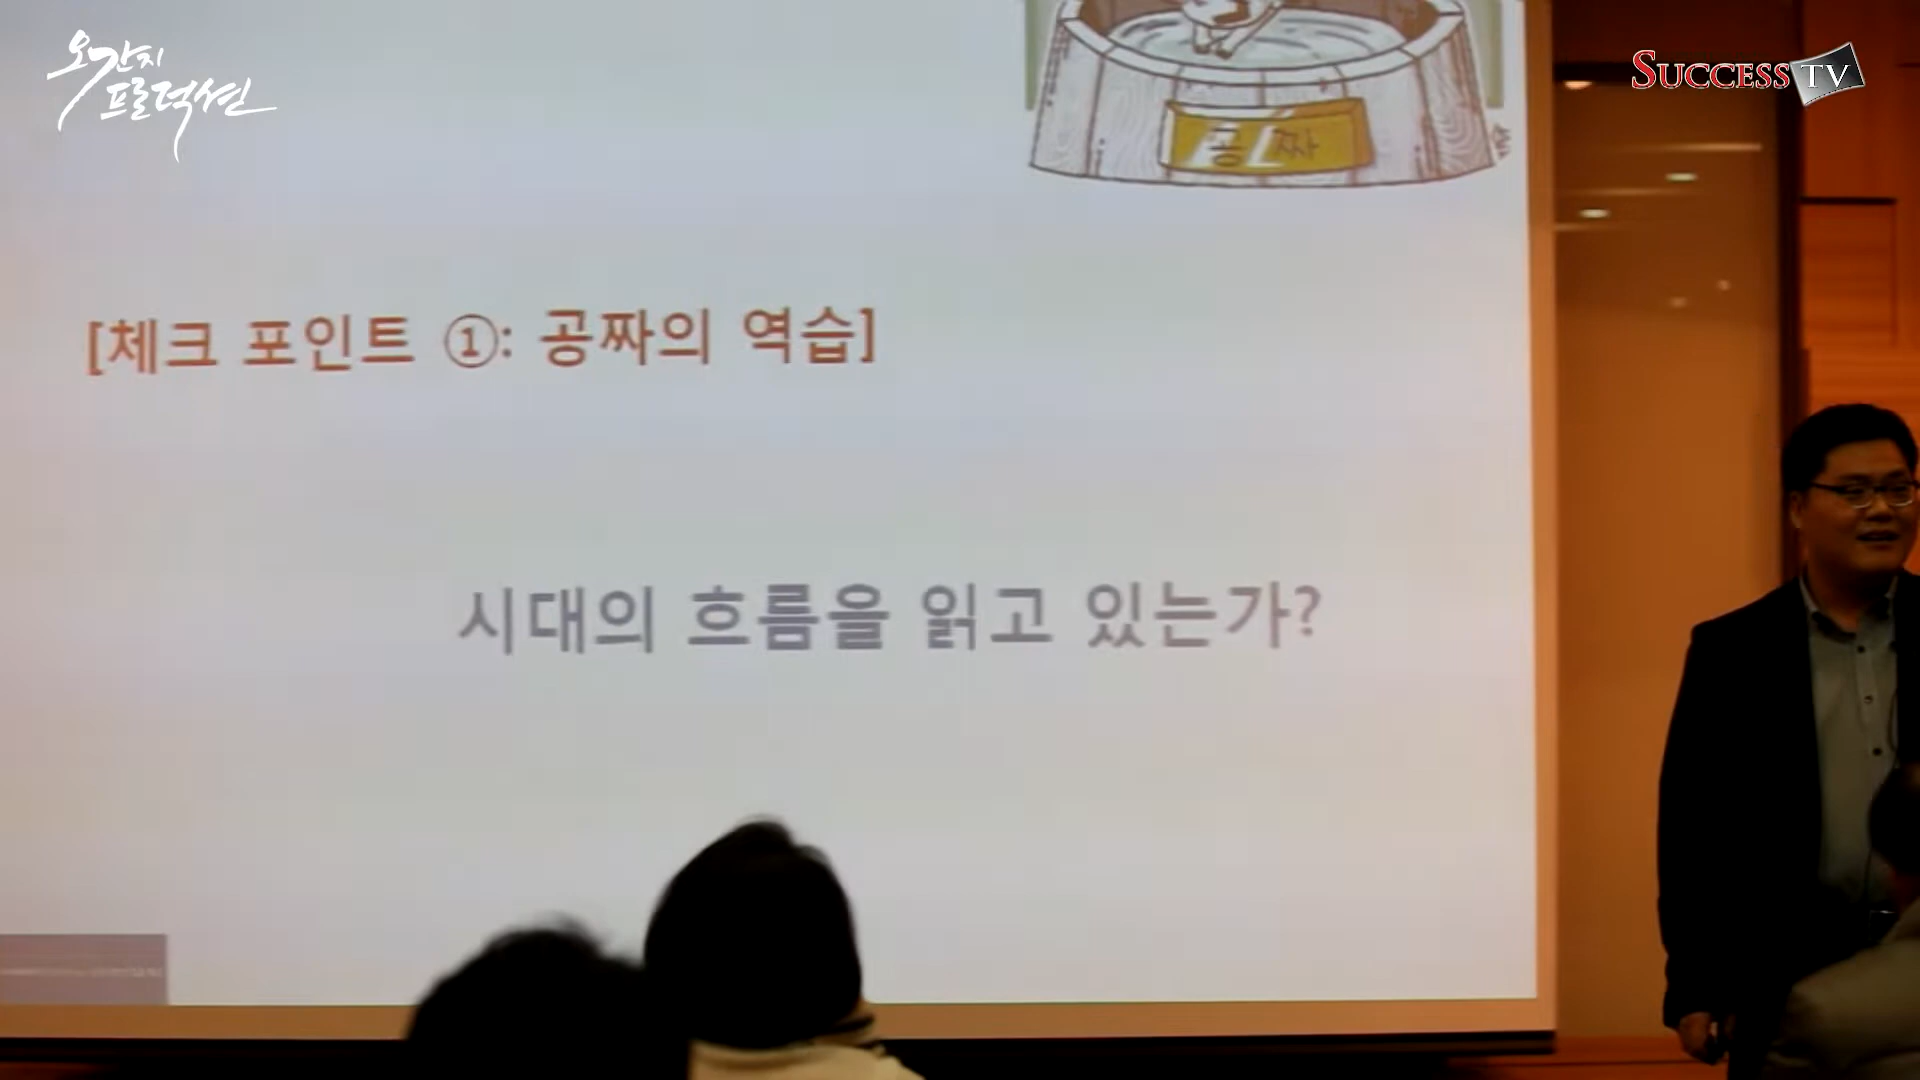 오간지
프로덕션
SUCCESS TV
공짜
[체크 포인트 ①: 공짜의 역습]
시대의 흐름을 읽고 있는가?